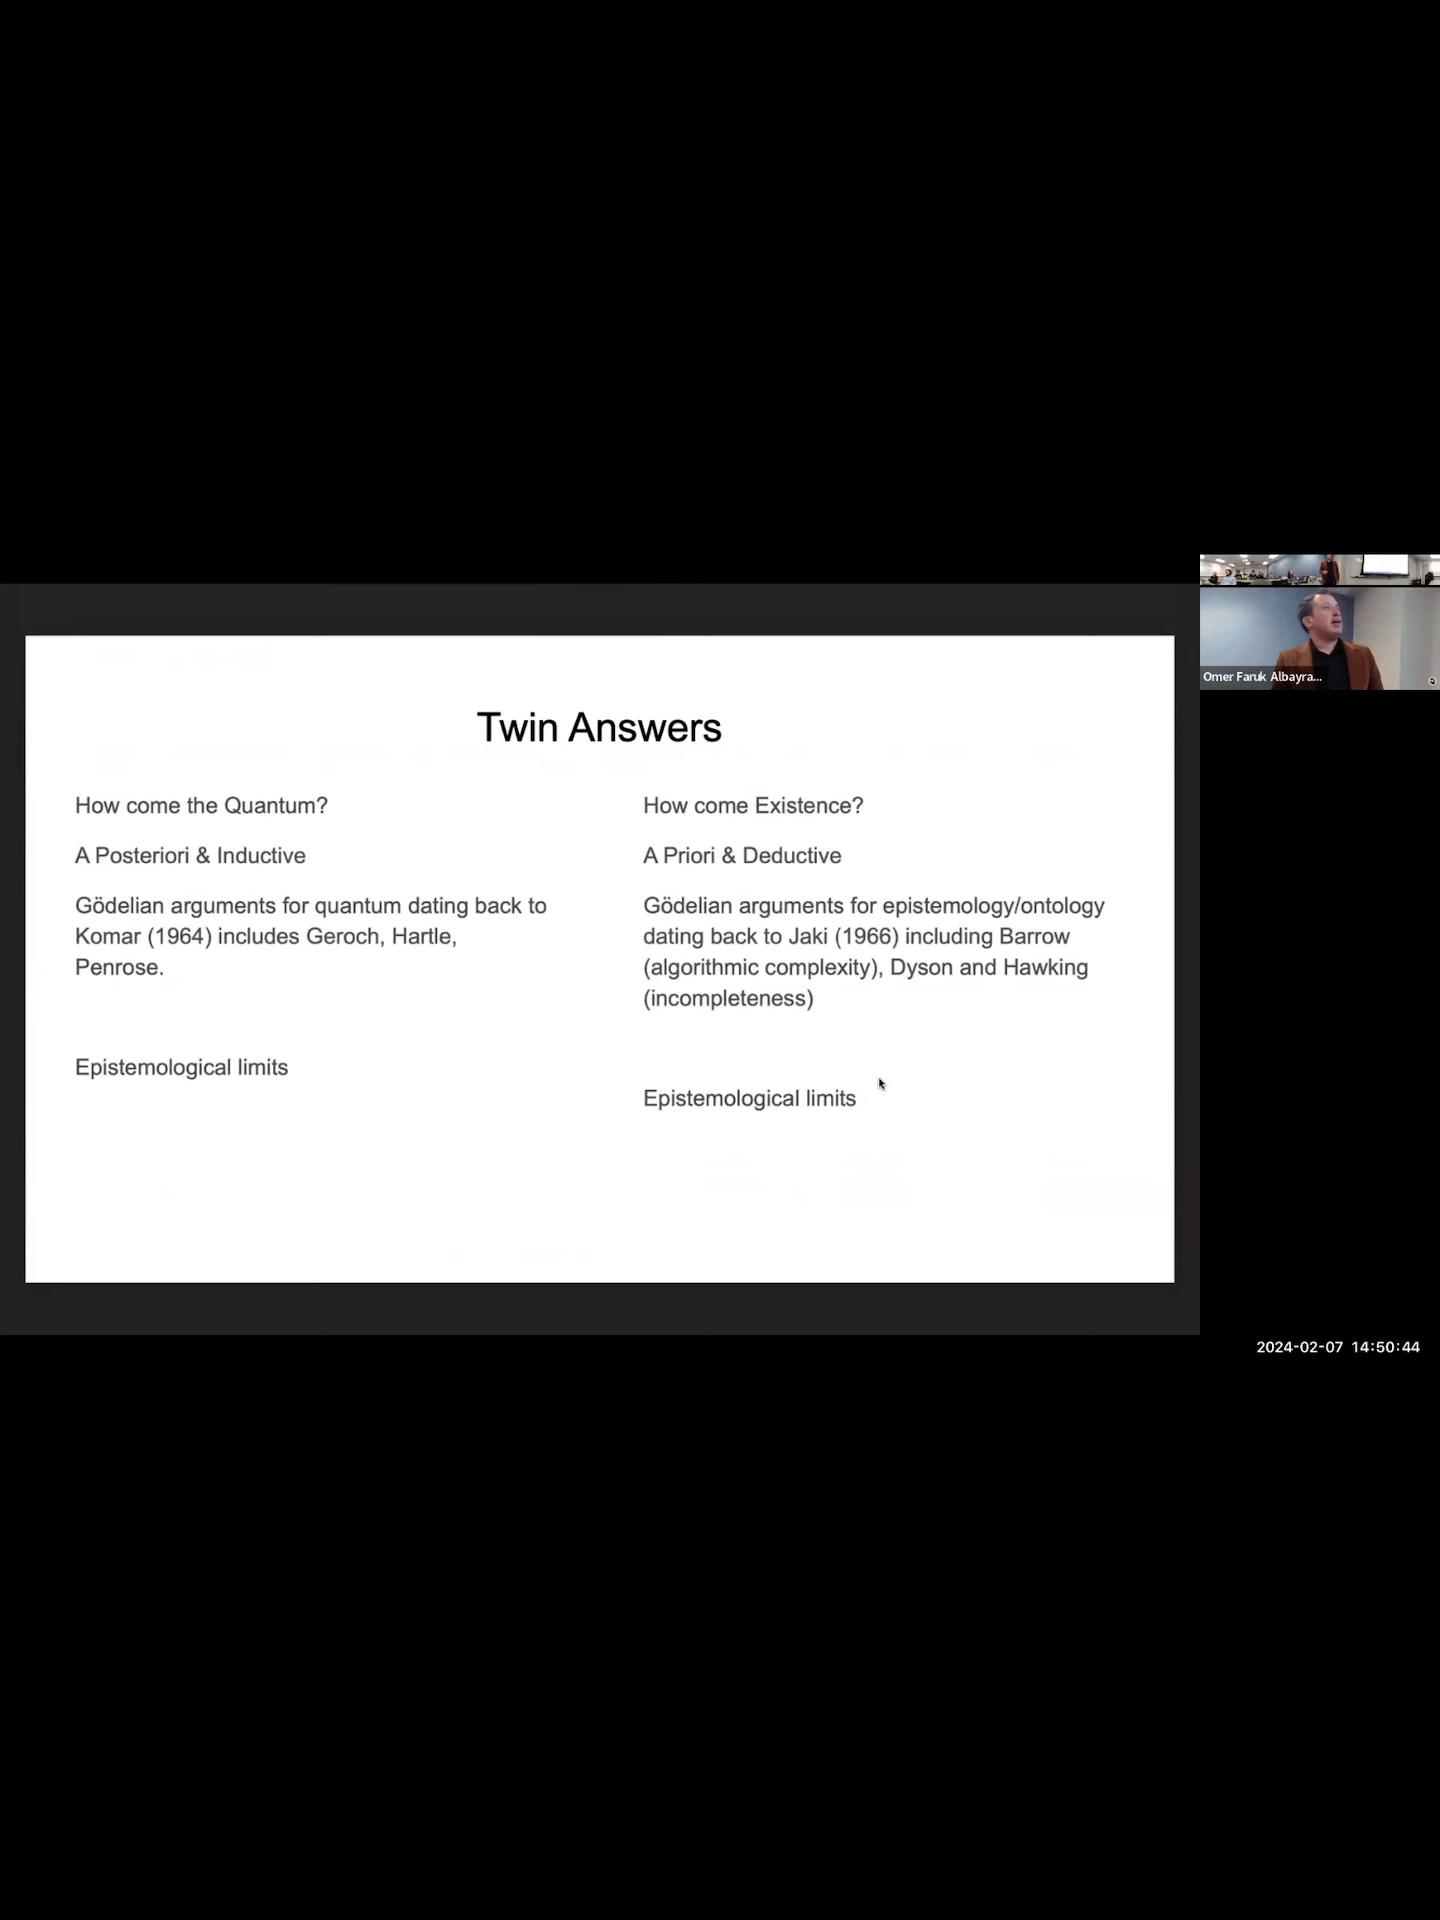 Omer Faruk Albayra...
Twin Answers
How come the Quantum?
A Posteriori & Inductive
Gödelian arguments for quantum dating back to
Komar (1964) includes Geroch, Hartle,
Penrose.
Epistemological limits
How come Existence?
A Priori & Deductive
Gödelian arguments for epistemology/ontology
dating back to Jaki (1966) including Barrow
(algorithmic complexity), Dyson and Hawking
(incompleteness)
Epistemological limits
2024-02-07 14:50:44